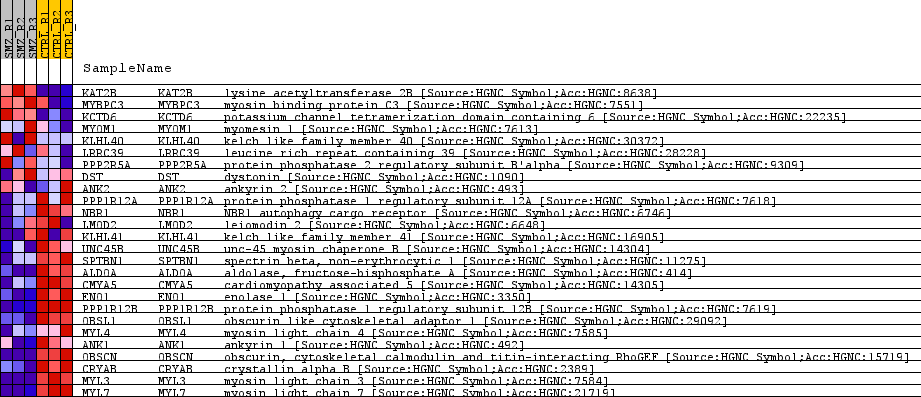 SMZ_R1
SMZ_R2
SMZ_R3
CTRL_R1
CTRL_R2
CTRL_R3
SampleName
KAT2B KAT2B lysine acetyltransferase 2B [Source:HGNC Symbol;Acc:HGNC:8638]
MYBPC3 MYBPC3 myosin binding protein C3 [Source:HGNC Symbol;Acc:HGNC:7551]
KCTD6 KCTD6 potassium channel tetramerization domain containing 6 [Source:HGNC Symbol;Acc:HGNC:22235]
MYOM1 MYOM1 myomesin 1 [Source:HGNC Symbol;Acc:HGNC:7613]
KLHL40 KLHL40 kelch like family member 40 [Source:HGNC Symbol;Acc:HGNC:30372]
LRRC39 LRRC39 leucine rich repeat containing 39 [Source:HGNC Symbol;Acc:HGNC:28228]
PPP2R5A PPP2R5A protein phosphatase 2 regulatory subunit B'alpha [Source:HGNC Symbol;Acc:HGNC:9309]
DST DST dystonin [Source:HGNC Symbol;Acc:HGNC:1090]
ANK2 ANK2 ankyrin 2 [Source:HGNC Symbol;Acc:HGNC:493]
PPP1R12A PPP1R12A protein phosphatase 1 regulatory subunit 12A [Source:HGNC Symbol;Acc:HGNC:7618]
NBR1 NBR1 NBR1 autophagy cargo receptor [Source:HGNC Symbol;Acc:HGNC:6746]
LMOD2 LMOD2 leiomodin 2 [Source:HGNC Symbol;Acc:HGNC:6648]
KLHL41 KLHL41 kelch like family member 41 [Source:HGNC Symbol;Acc:HGNC:16905]
UNC45B UNC45B unc-45 myosin chaperone B [Source:HGNC Symbol;Acc:HGNC:14304]
SPTBN1 SPTBN1 spectrin beta, non-erythrocytic 1 [Source:HGNC Symbol;Acc:HGNC:11275]
ALDOA ALDOA aldolase, fructose-bisphosphate A [Source:HGNC Symbol;Acc:HGNC:414]
CMYA5 CMYA5 cardiomyopathy associated 5 [Source:HGNC Symbol;Acc:HGNC:14305]
ENO1 ENO1 enolase 1 [Source:HGNC Symbol;Acc:HGNC:3350]
PPP1R12B PPP1R12B protein phosphatase 1 regulatory subunit 12B [Source:HGNC Symbol;Acc:HGNC:7619]
OBSL1 OBSL1 obscurin like cytoskeletal adaptor 1 [Source:HGNC Symbol;Acc:HGNC:29092]
MYL4 MYL4 myosin light chain 4 [Source:HGNC Symbol;Acc:HGNC:7585]
ANK1 ANK1 ankyrin 1 [Source:HGNC Symbol;Acc:HGNC:492]
OBSCN OBSCN obscurin, cytoskeletal calmodulin and titin-interacting RhoGEF [Source:HGNC Symbol;Acc:HGNC:15719]
CRYAB CRYAB crystallin alpha B [Source:HGNC Symbol;Acc:HGNC:2389]
MYL3 MYL3 myosin light chain 3 [Source:HGNC Symbol;Acc:HGNC:7584]
MYL7 MYL7 myosin light chain 7 [Source:HGNC Symbol;Acc:HGNC:21719]